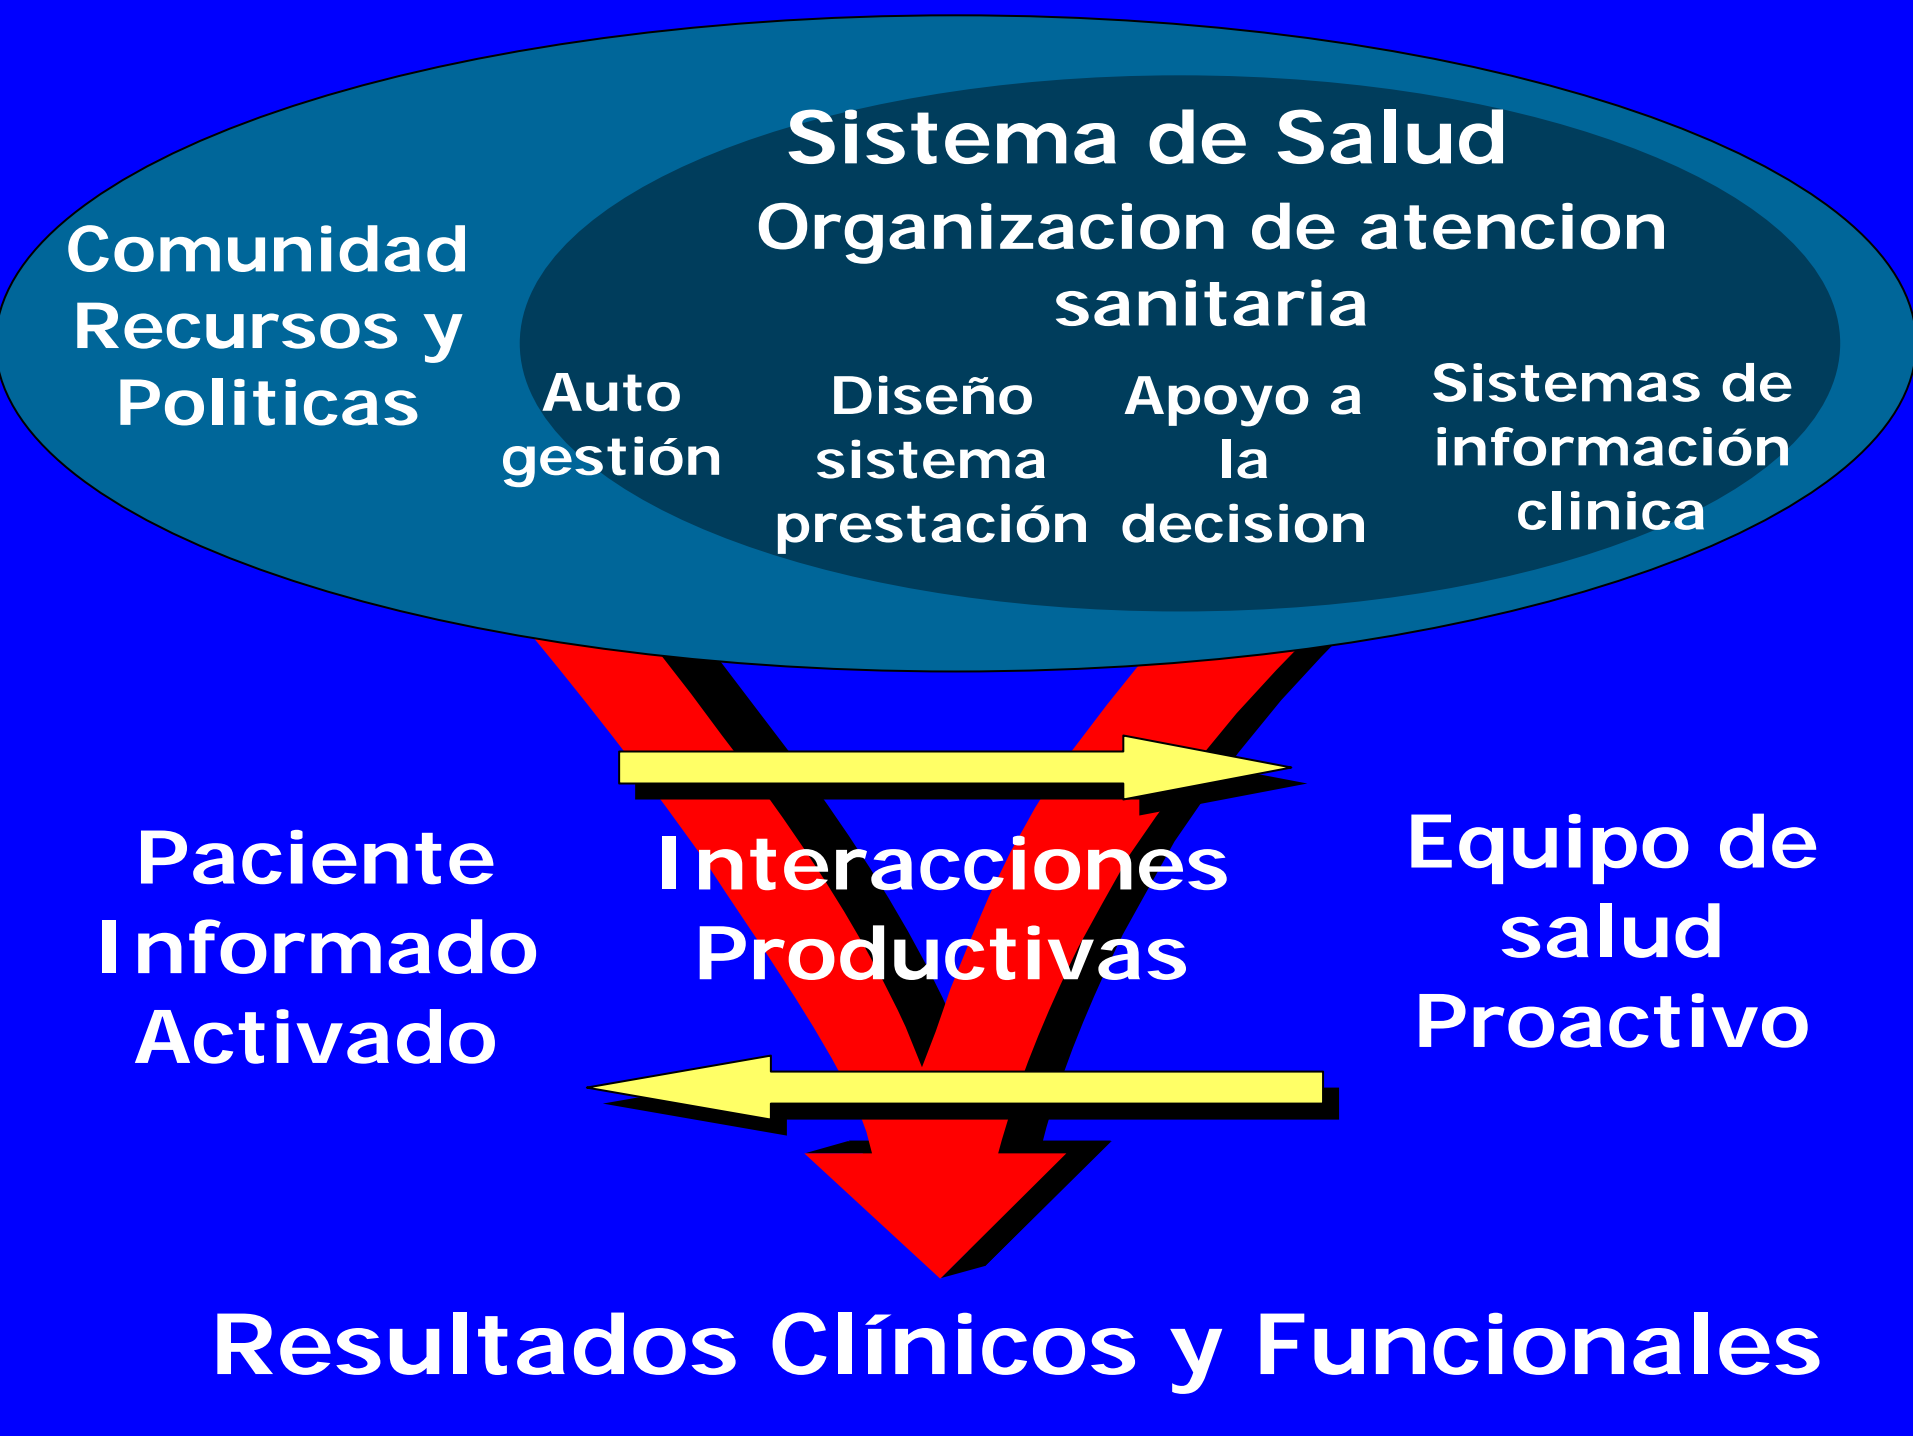 Sistema de Salud
Organizacion de atencion
sanitaria
Comunidad
Recursos y
Politicas
Auto
gestión
Diseño
sistema
prestación
Apoyo a
la
decision
Sistemas de
información
clinica
Paciente
Informado
Activado
Interacciones
Productivas
Equipo de
salud
Proactivo
Resultados Clínicos y Funcionales